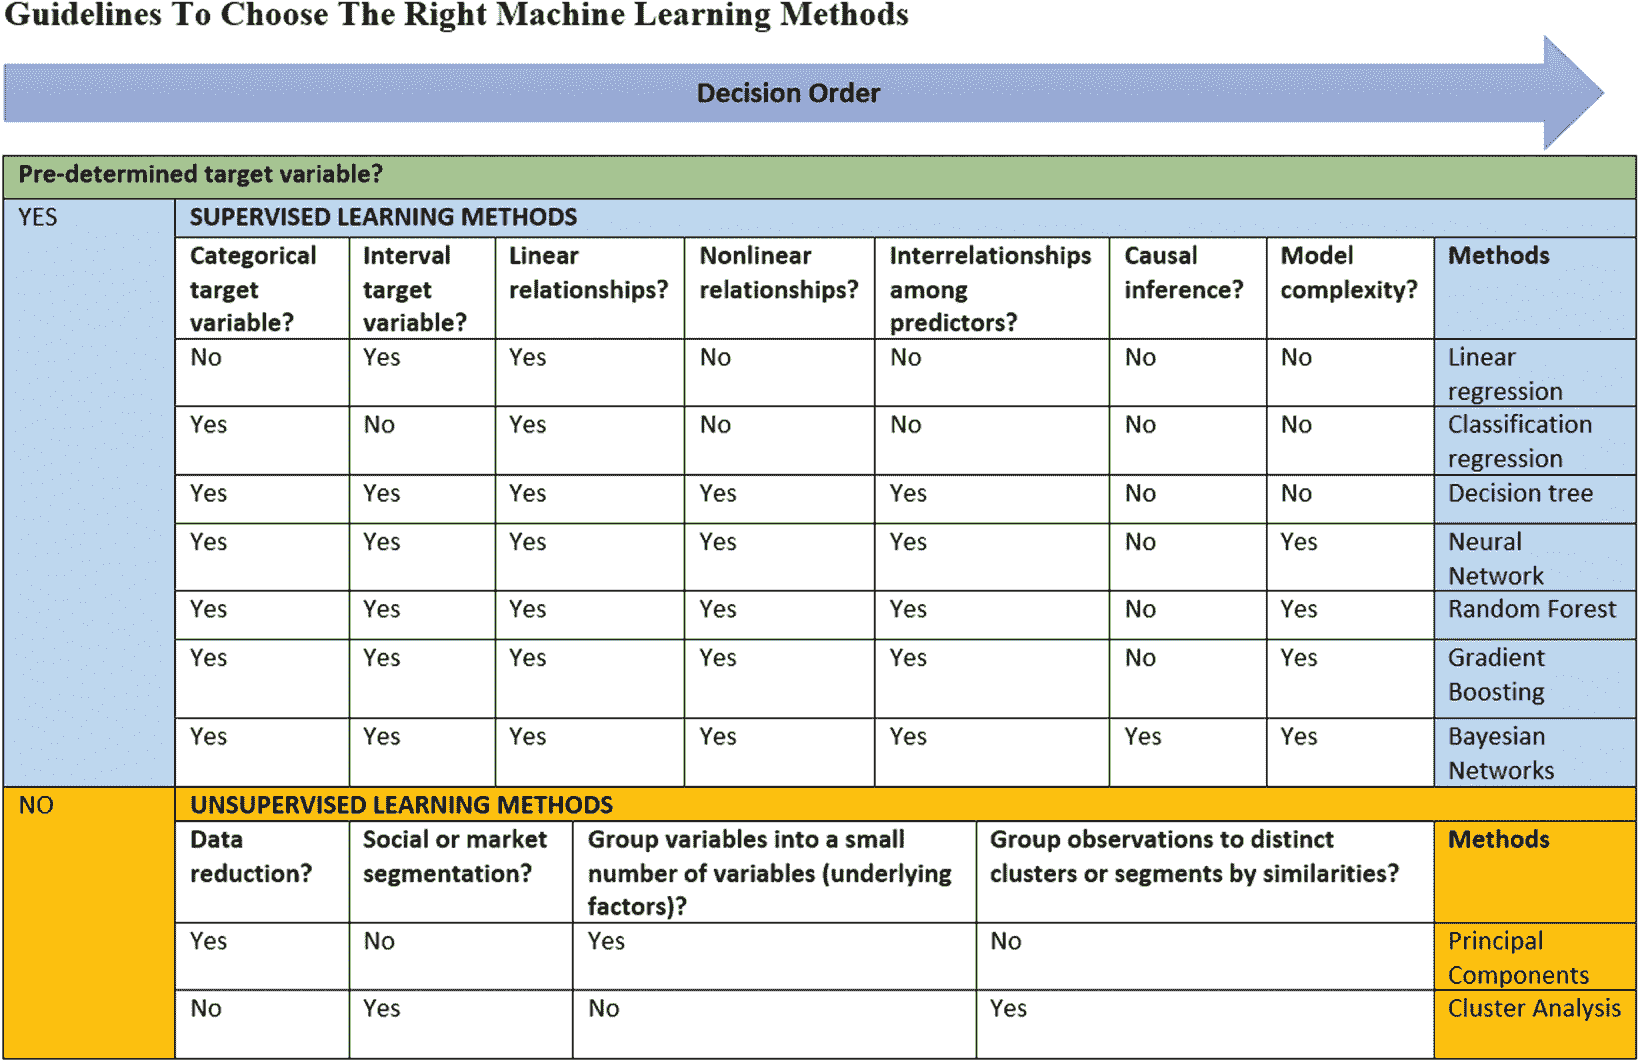 Guidelines To Choose The Right Machine Learning Methods
Decision Order
Pre-determined target variable?
YES
SUPERVISED LEARNING METHODS
Categorical
target
variable?
Interval
target
variable?
Linear
relationships?
Nonlinear
relationships?
Interrelationships
among
predictors?
Causal
inference?
Model
complexity?
Methods
No
Yes
Yes
No
No
No
No
Linear
regression
Yes
No
Yes
No
No
No
No
Classification
regression
Yes
Yes
Yes
Yes
Yes
No
No
Decision tree
Yes
Yes
Yes
Yes
Yes
No
Yes
Neural
Network
Yes
Yes
Yes
Yes
Yes
No
Yes
Random Forest
Yes
Yes
Yes
Yes
Yes
No
Yes
Gradient
Boosting
Yes
Yes
Yes
Yes
Yes
Yes
Yes
Bayesian
Networks
NO
UNSUPERVISED LEARNING METHODS
Data
reduction?
Social or market
segmentation?
Group variables into a small
number of variables (underlying
factors)?
Group observations to distinct
clusters or segments by similarities?
Methods
Yes
No
Yes
No
Principal
Components
No
Yes
No
Yes
Cluster Analysis